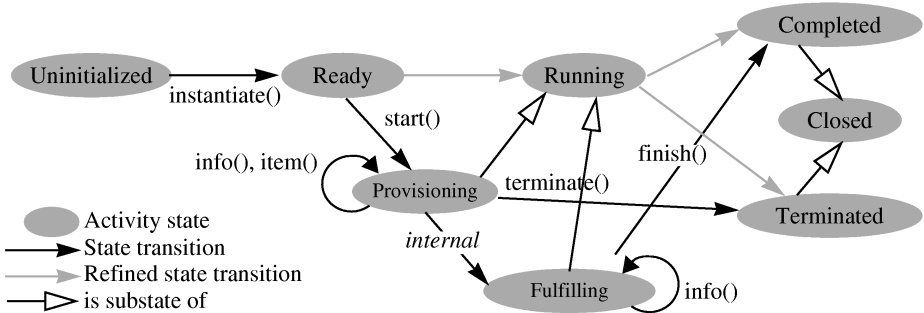 Completed
Uninitialized
Ready
Running
instantiate()
start()
Closed
info(), item()
finish()
Provisioning
terminate()
Terminated
Activity state
internal
State transition
Refined state transition
Fulfilling
info()
is substate of